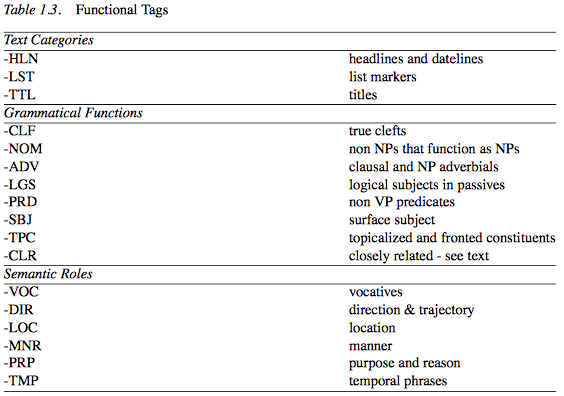 Table 1.3. Functional Tags
Text Categories
-HLN headlines and datelines
-LST list markers
-TTL titles
Grammatical Functions
-CLF true clefts
-NOM non NPs that function as NPs
-ADV clausal and NP adverbials
-LGS logical subjects in passives
-PRD non VP predicates
-SBJ surface subject
-TPC topicalized and fronted constituents
-CLR closely related - see text
Semantic Roles
-VOC vocatives
-DIR direction & trajectory
-LOC location
-MNR manner
-PRP purpose and reason
-TMP temporal phrases